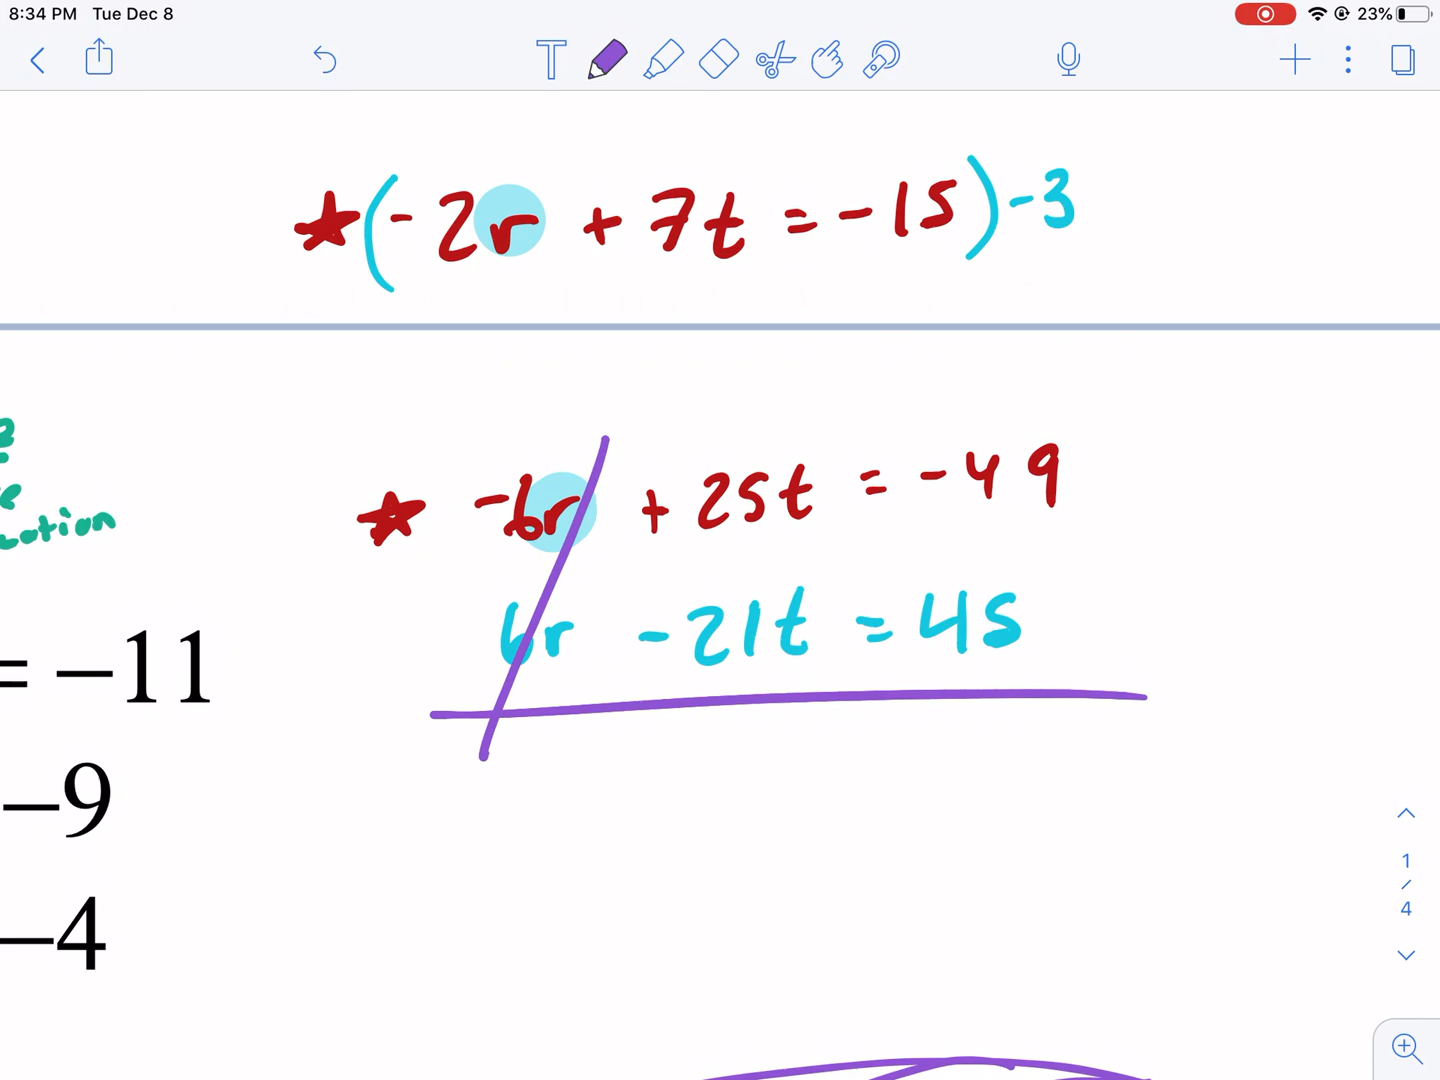 8:34 PM Tue Dec 8
23%
(-2r + 7t = -15) -3
-6r + 25t = -49
6r - 21t = 45
= −11
−9
−4
1
/
4